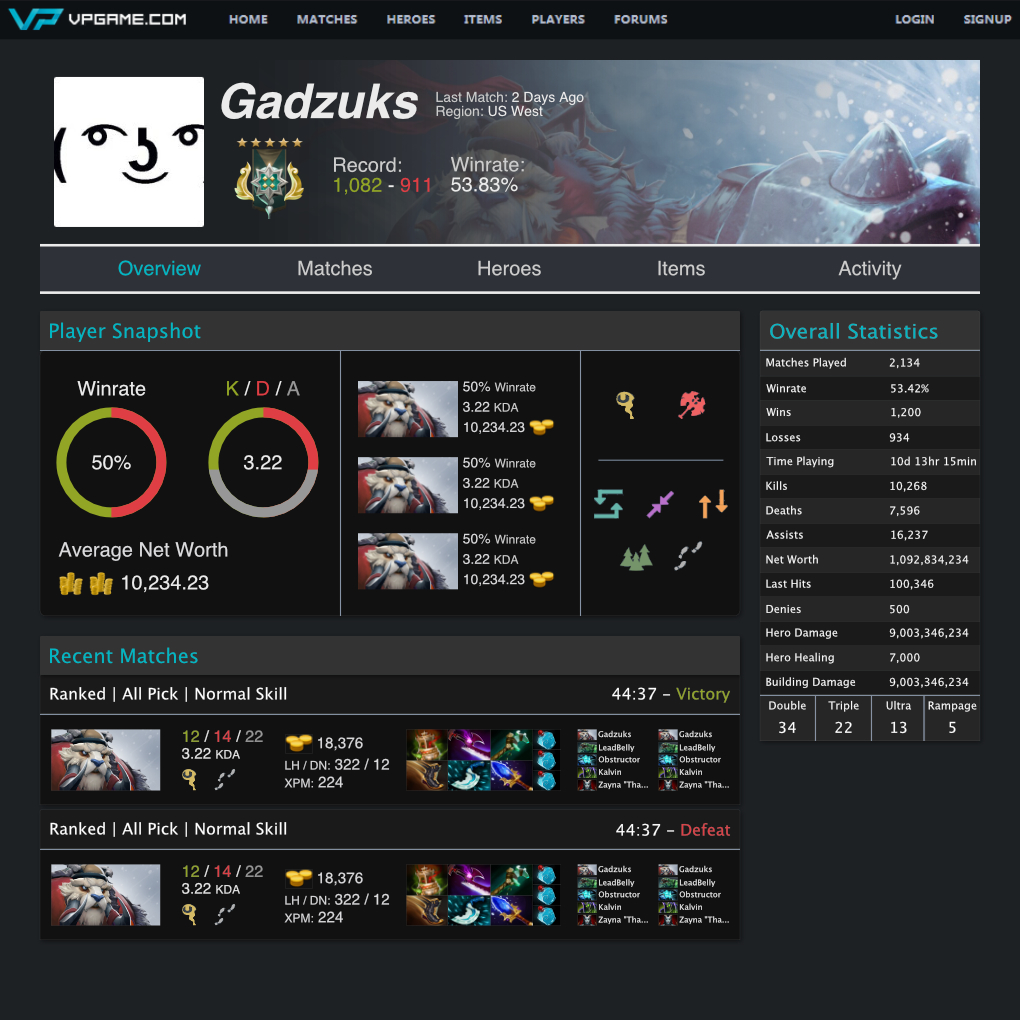 VPGAME.COM HOME MATCHES HEROES ITEMS PLAYERS FORUMS LOGIN SIGNUP
Gadzuks
Last Match: 2 Days Ago
Region: US West
Record:
1,082 - 911
Winrate:
53.83%
Overview Matches Heroes Items Activity
Player Snapshot
Winrate
50%
K / D / A
3.22
Average Net Worth
10,234.23
50% Winrate
3.22 KDA
10,234.23
50% Winrate
3.22 KDA
10,234.23
50% Winrate
3.22 KDA
10,234.23
Overall Statistics
Matches Played 2,134
Winrate 53.42%
Wins 1,200
Losses 934
Time Playing 10d 13hr 15min
Kills 10,268
Deaths 7,596
Assists 16,237
Net Worth 1,092,834,234
Last Hits 100,346
Denies 500
Hero Damage 9,003,346,234
Hero Healing 7,000
Building Damage 9,003,346,234
Double Triple Ultra Rampage
34 22 13 5
Recent Matches
Ranked | All Pick | Normal Skill 44:37 – Victory
12 / 14 / 22
3.22 KDA
18,376
LH / DN: 322 / 12
XPM: 224
Gadzuks
LeadBelly
Obstructor
Kalvin
Zayna "Tha...
Gadzuks
LeadBelly
Obstructor
Kalvin
Zayna "Tha...
Ranked | All Pick | Normal Skill 44:37 – Defeat
12 / 14 / 22
3.22 KDA
18,376
LH / DN: 322 / 12
XPM: 224
Gadzuks
LeadBelly
Obstructor
Kalvin
Zayna "Tha...
Gadzuks
LeadBelly
Obstructor
Kalvin
Zayna "Tha...